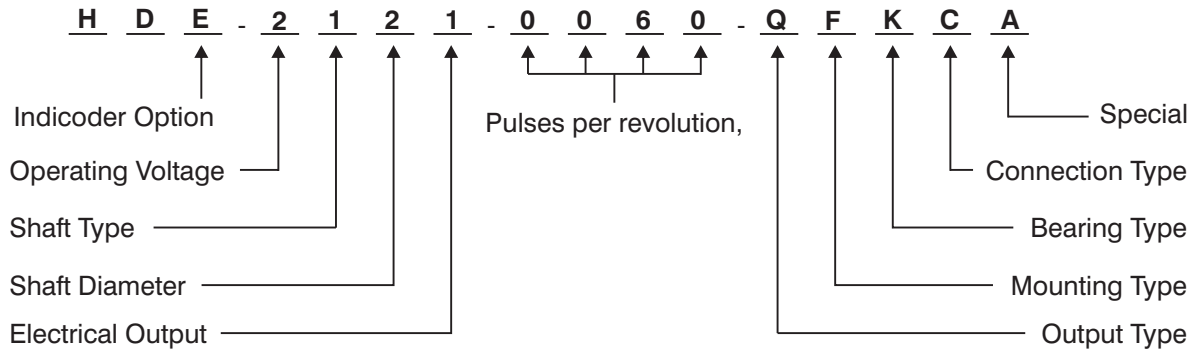 H D E - 2 1 2 1 - 0 0 6 0 - Q F K C A
Indicoder Option
Pulses per revolution,
Special
Operating Voltage
Connection Type
Shaft Type
Bearing Type
Shaft Diameter
Mounting Type
Electrical Output
Output Type